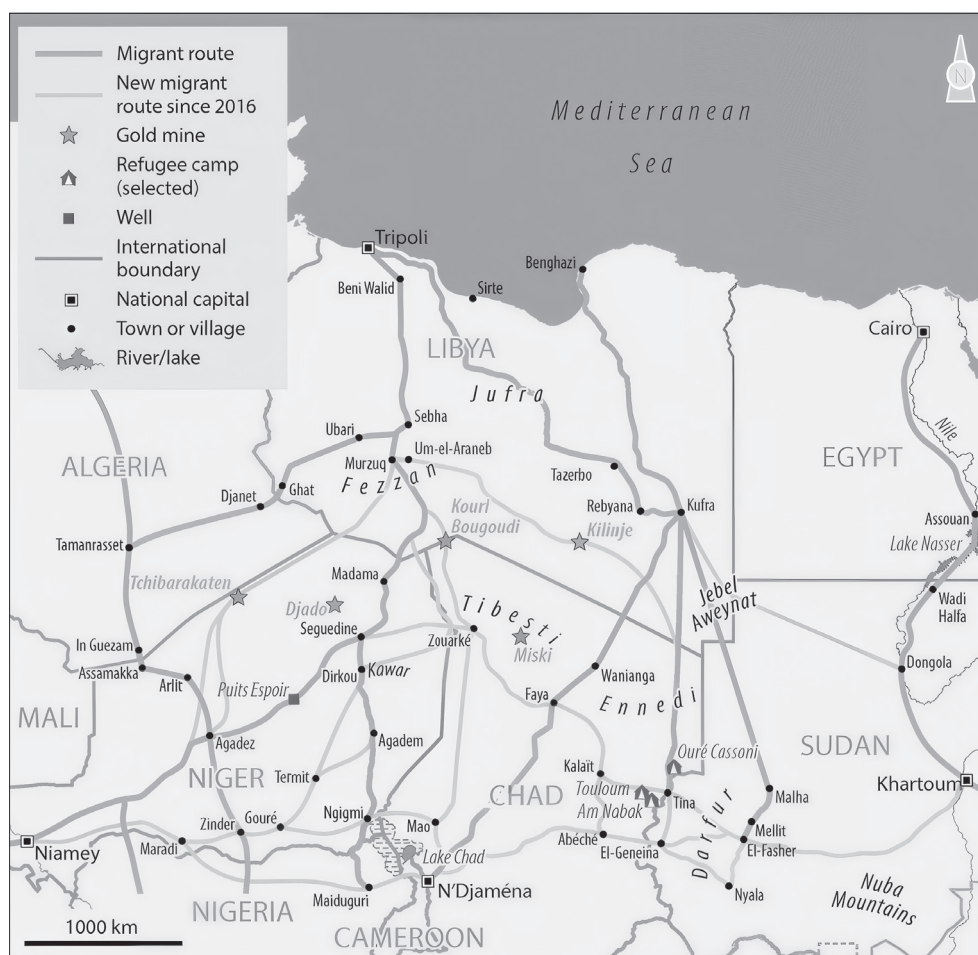 Migrant route
New migrant
route since 2016
Gold mine
Refugee camp
(selected)
Well
International
boundary
National capital
Town or village
River/lake
N
Mediterranean
Sea
Tripoli
Benghazi
Beni Walid
Sirte
Cairo
LIBYA
Jufra
Nile
Sebha
Ubari
Um-el-Araneb
Murzuq
Fezzan
ALGERIA
EGYPT
Tazerbo
Ghat
Djanet
Rebyana
Kufra
Kouri
Bougoudi
Kilinje
Assouan
Lake Nasser
Tamanrasset
Tchibarakaten
Madama
Jebel
Aweynat
Wadi
Halfa
Djado
Tibesti
Seguedine
Zouarké
Miski
In Guezam
Assamakka
Arlit
Dirkou
Kawar
Wanianga
Dongola
Puits Espoir
Faya
Ennedi
MALI
Agadez
Agadem
Ouré Cassoni
SUDAN
NIGER
Termit
Kalaït
CHAD
Touloum
Am Nabak
Tina
Malha
Khartoum
Darfur
Zinder
Gouré
Ngigmi
Mao
Mellit
Niamey
Maradi
Lake Chad
Abéché
El-Geneina
El-Fasher
N'Djaména
Nyala
Nuba
Mountains
Maiduguri
NIGERIA
CAMEROON
1000 km